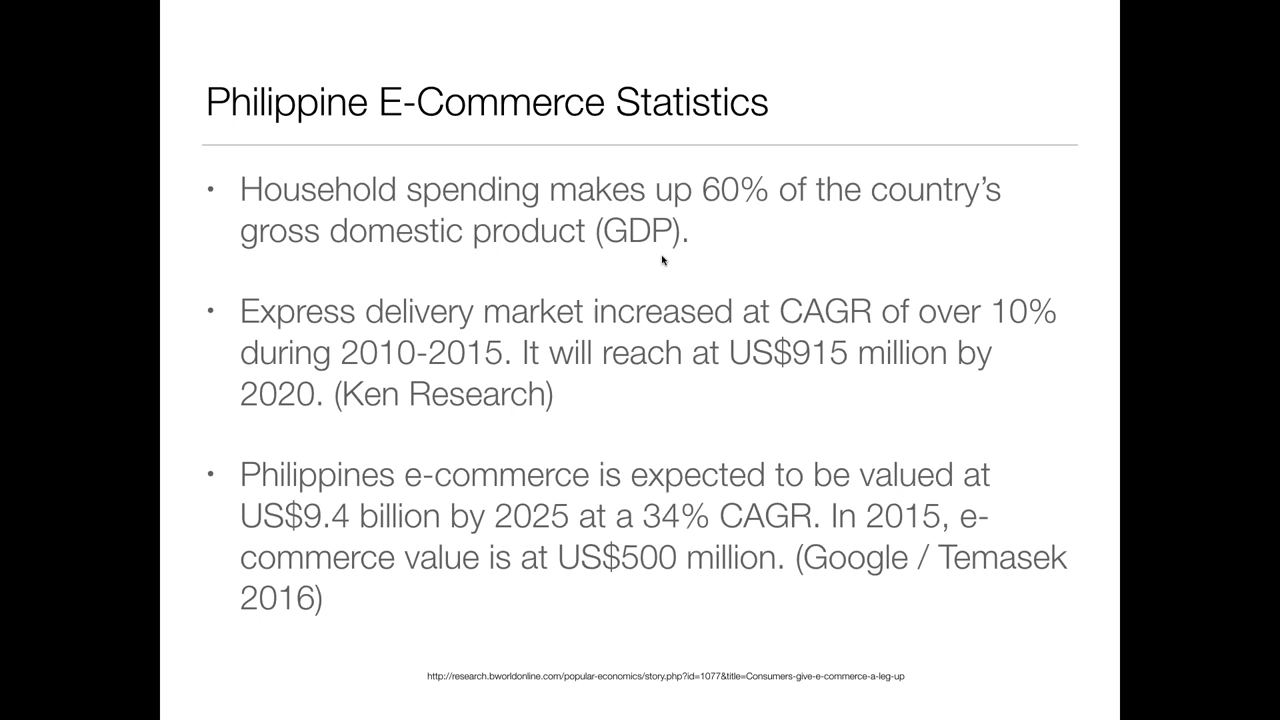 Philippine E-Commerce Statistics
• Household spending makes up 60% of the country’s
gross domestic product (GDP).
• Express delivery market increased at CAGR of over 10%
during 2010-2015. It will reach at US$915 million by
2020. (Ken Research)
• Philippines e-commerce is expected to be valued at
US$9.4 billion by 2025 at a 34% CAGR. In 2015, e-
commerce value is at US$500 million. (Google / Temasek
2016)
http://research.bworldonline.com/popular-economics/story.php?id=1077&title=Consumers-give-e-commerce-a-leg-up